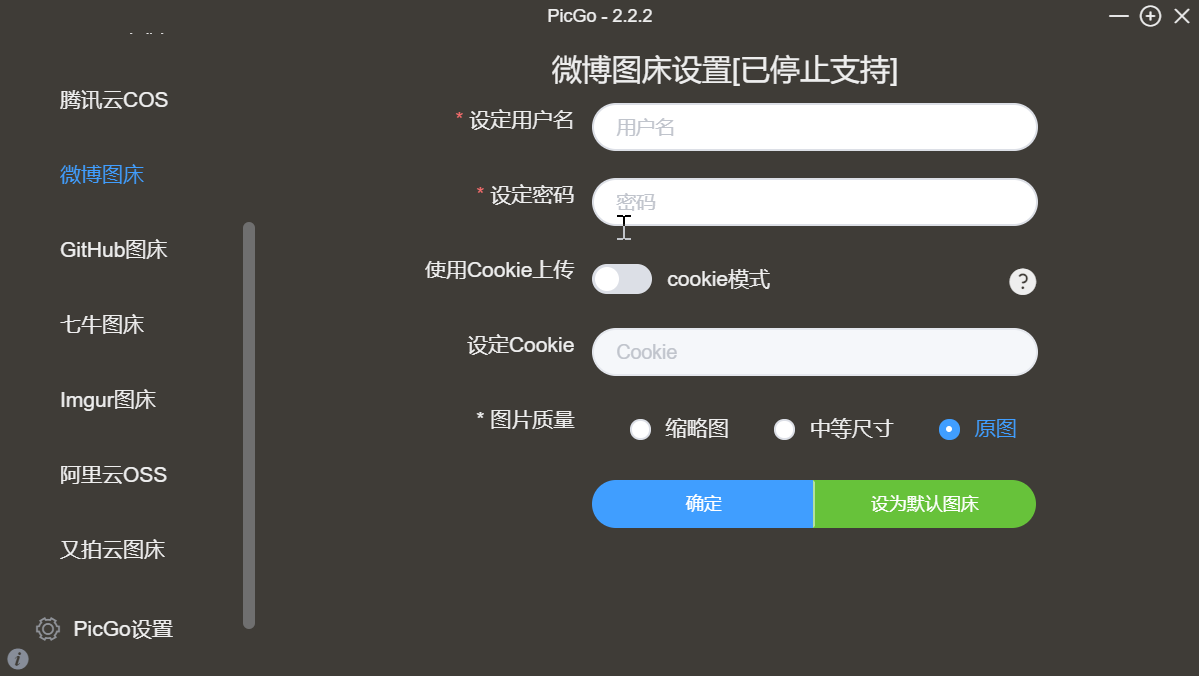 PicGo - 2.2.2
腾讯云COS
微博图床
GitHub图床
七牛图床
Imgur图床
阿里云OSS
又拍云图床
PicGo设置
微博图床设置[已停止支持]
* 设定用户名
用户名
* 设定密码
密码
使用Cookie上传
cookie模式
?
设定Cookie
Cookie
* 图片质量
缩略图 中等尺寸 原图
确定 设为默认图床